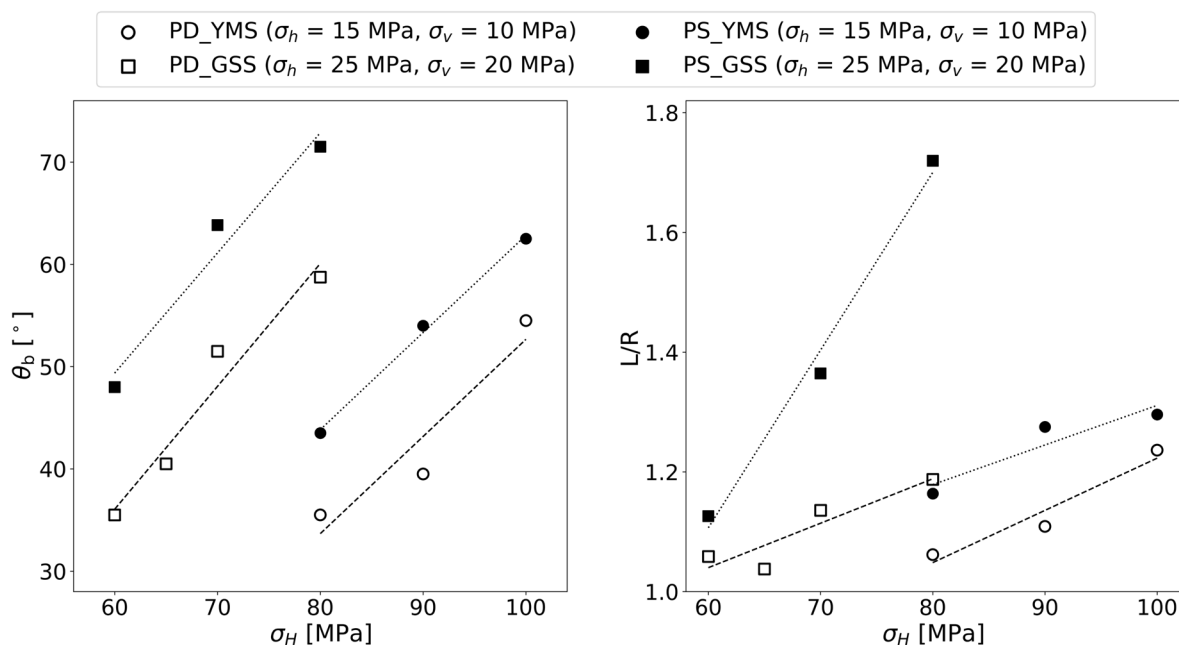 PD_YMS (σh = 15 MPa, σv = 10 MPa)
PS_YMS (σh = 15 MPa, σv = 10 MPa)
PD_GSS (σh = 25 MPa, σv = 20 MPa)
PS_GSS (σh = 25 MPa, σv = 20 MPa)
70
60
50
40
30
θb [°]
60 70 80 90 100
σH [MPa]
1.8
1.6
1.4
1.2
1.0
L/R
60 70 80 90 100
σH [MPa]